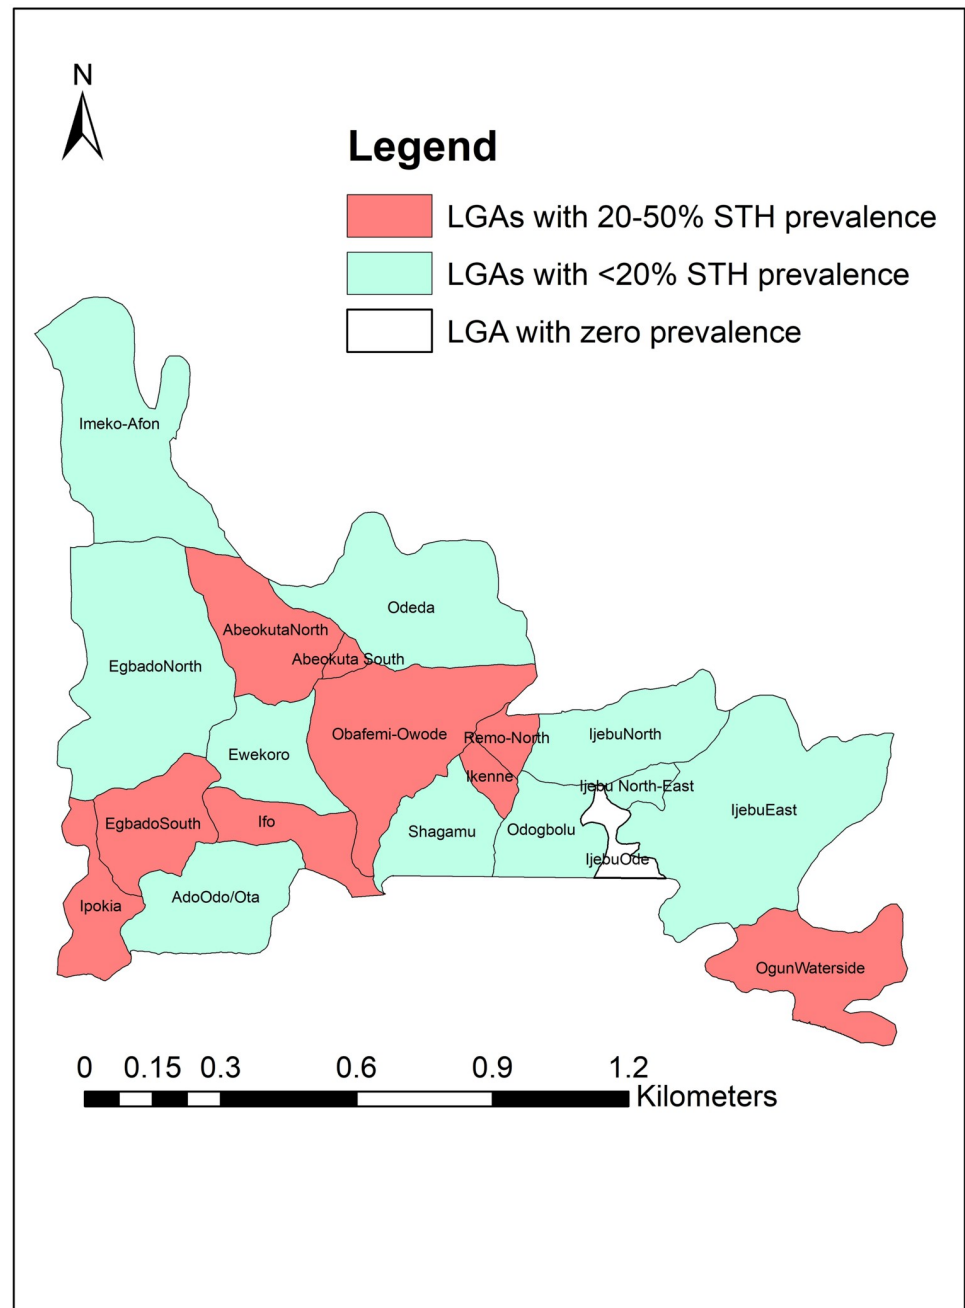 N
Legend
LGAs with 20-50% STH prevalence
LGAs with <20% STH prevalence
LGA with zero prevalence
Imeko-Afon
Odeda
AbeokutaNorth
Abeokuta South
EgbadoNorth
Obafemi-Owode
Remo-North
IjebuNorth
Ewekoro
Ikenne
Ijebu North-East
IjebuEast
EgbadoSouth
Ifo
Shagamu
Odogbolu
IjebuOde
AdoOdo/Ota
Ipokia
OgunWaterside
0 0.15 0.3 0.6 0.9 1.2
Kilometers